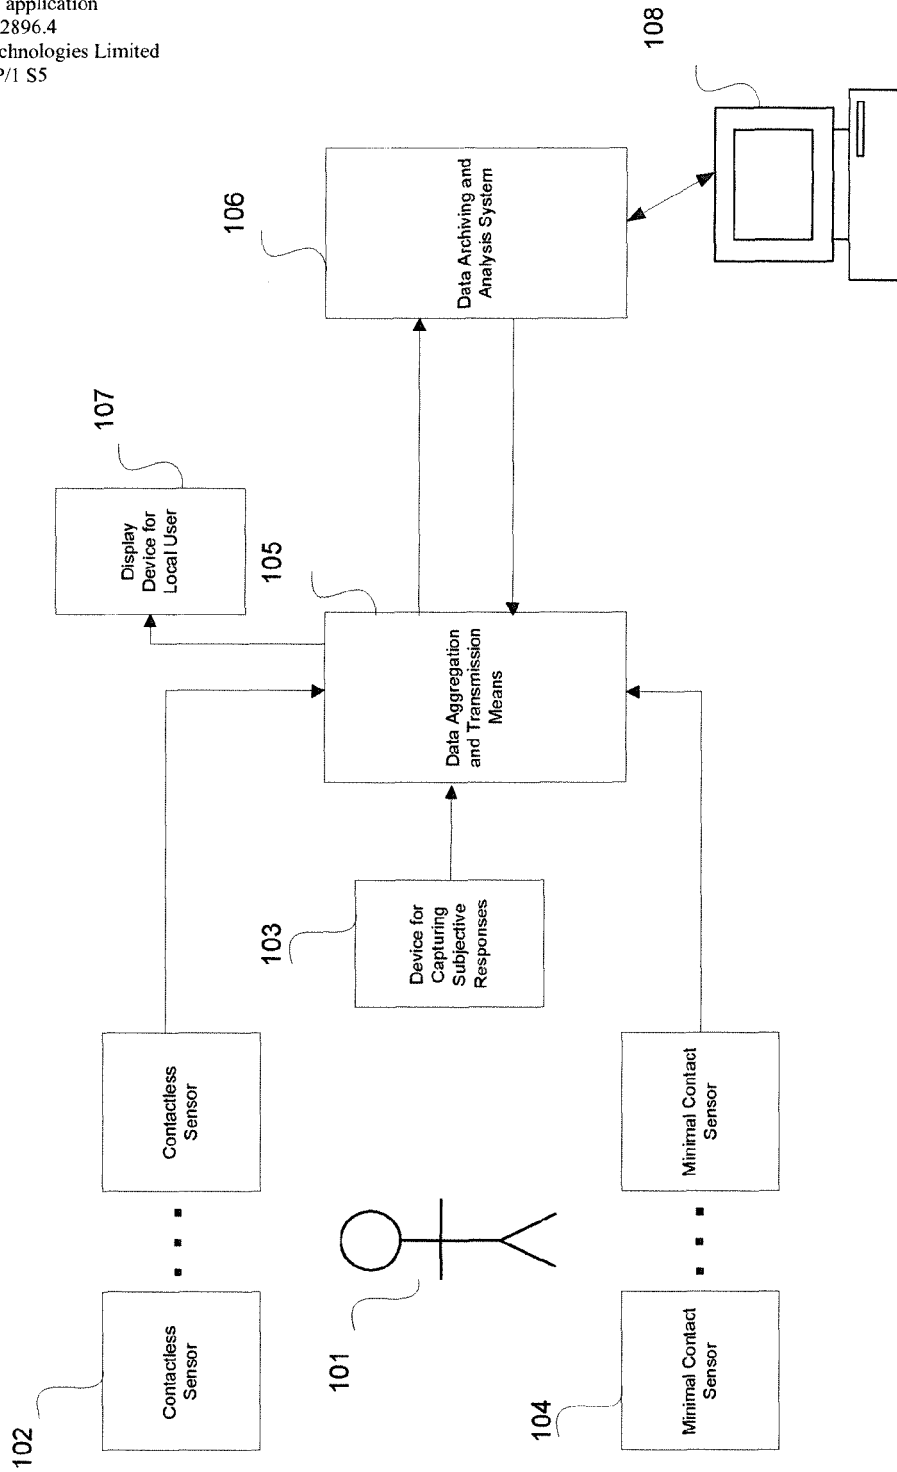 application
2896.4
chnologies Limited
P/1 S5
108
106
Data Archiving and
Analysis System
107
Display
Device for
Local User
105
Data Aggregation
and Transmission
Means
103
Device for
Capturing
Subjective
Responses
Contactless
Sensor
Minimal Contact
Sensor
101
102
Contactless
Sensor
104
Minimal Contact
Sensor